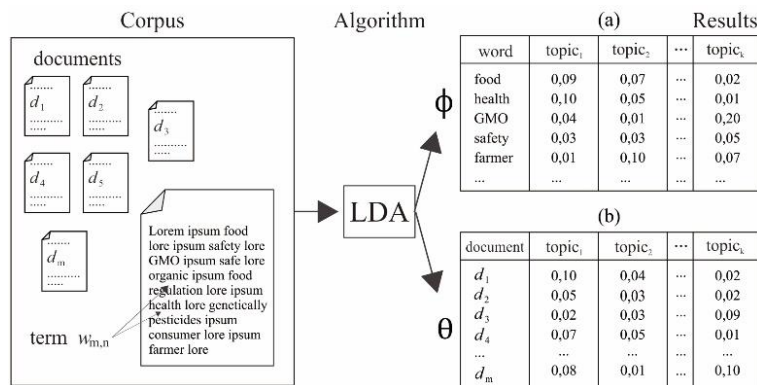 Corpus
documents
d1
d2
d3
d4
d5
dm
Lorem ipsum food
lore ipsum safety lore
GMO ipsum safe lore
organic ipsum food
regulation lore ipsum
health lore genetically
pesticides ipsum
consumer lore ipsum
farmer lore
term wm,n
Algorithm
LDA
ϕ
θ
(a) Results
word topic1 topic2 ... topick
food 0,09 0,07 ... 0,02
health 0,10 0,05 ... 0,01
GMO 0,04 0,01 ... 0,20
safety 0,03 0,03 ... 0,05
farmer 0,01 0,10 ... 0,07
... ... ... ...
(b)
document topic1 topic2 ... topick
d1 0,10 0,04 ... 0,02
d2 0,05 0,03 ... 0,02
d3 0,02 0,03 ... 0,09
d4 0,07 0,05 ... 0,01
... ... ... ...
dm 0,08 0,01 ... 0,10